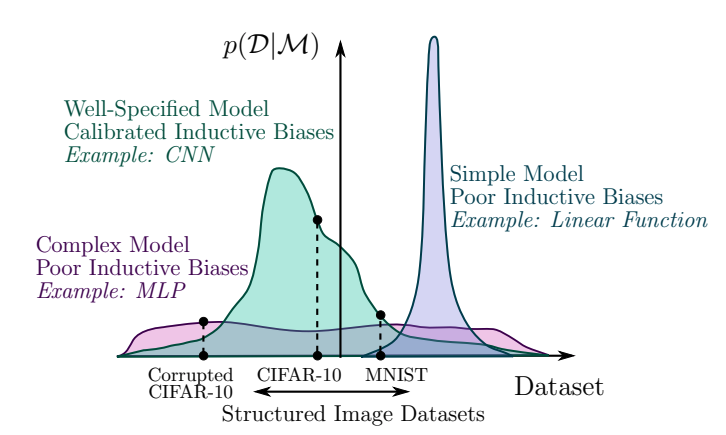 p(D|M)
Well-Specified Model
Calibrated Inductive Biases
Example: CNN
Simple Model
Poor Inductive Biases
Example: Linear Function
Complex Model
Poor Inductive Biases
Example: MLP
Corrupted
CIFAR-10
CIFAR-10
MNIST
Dataset
Structured Image Datasets